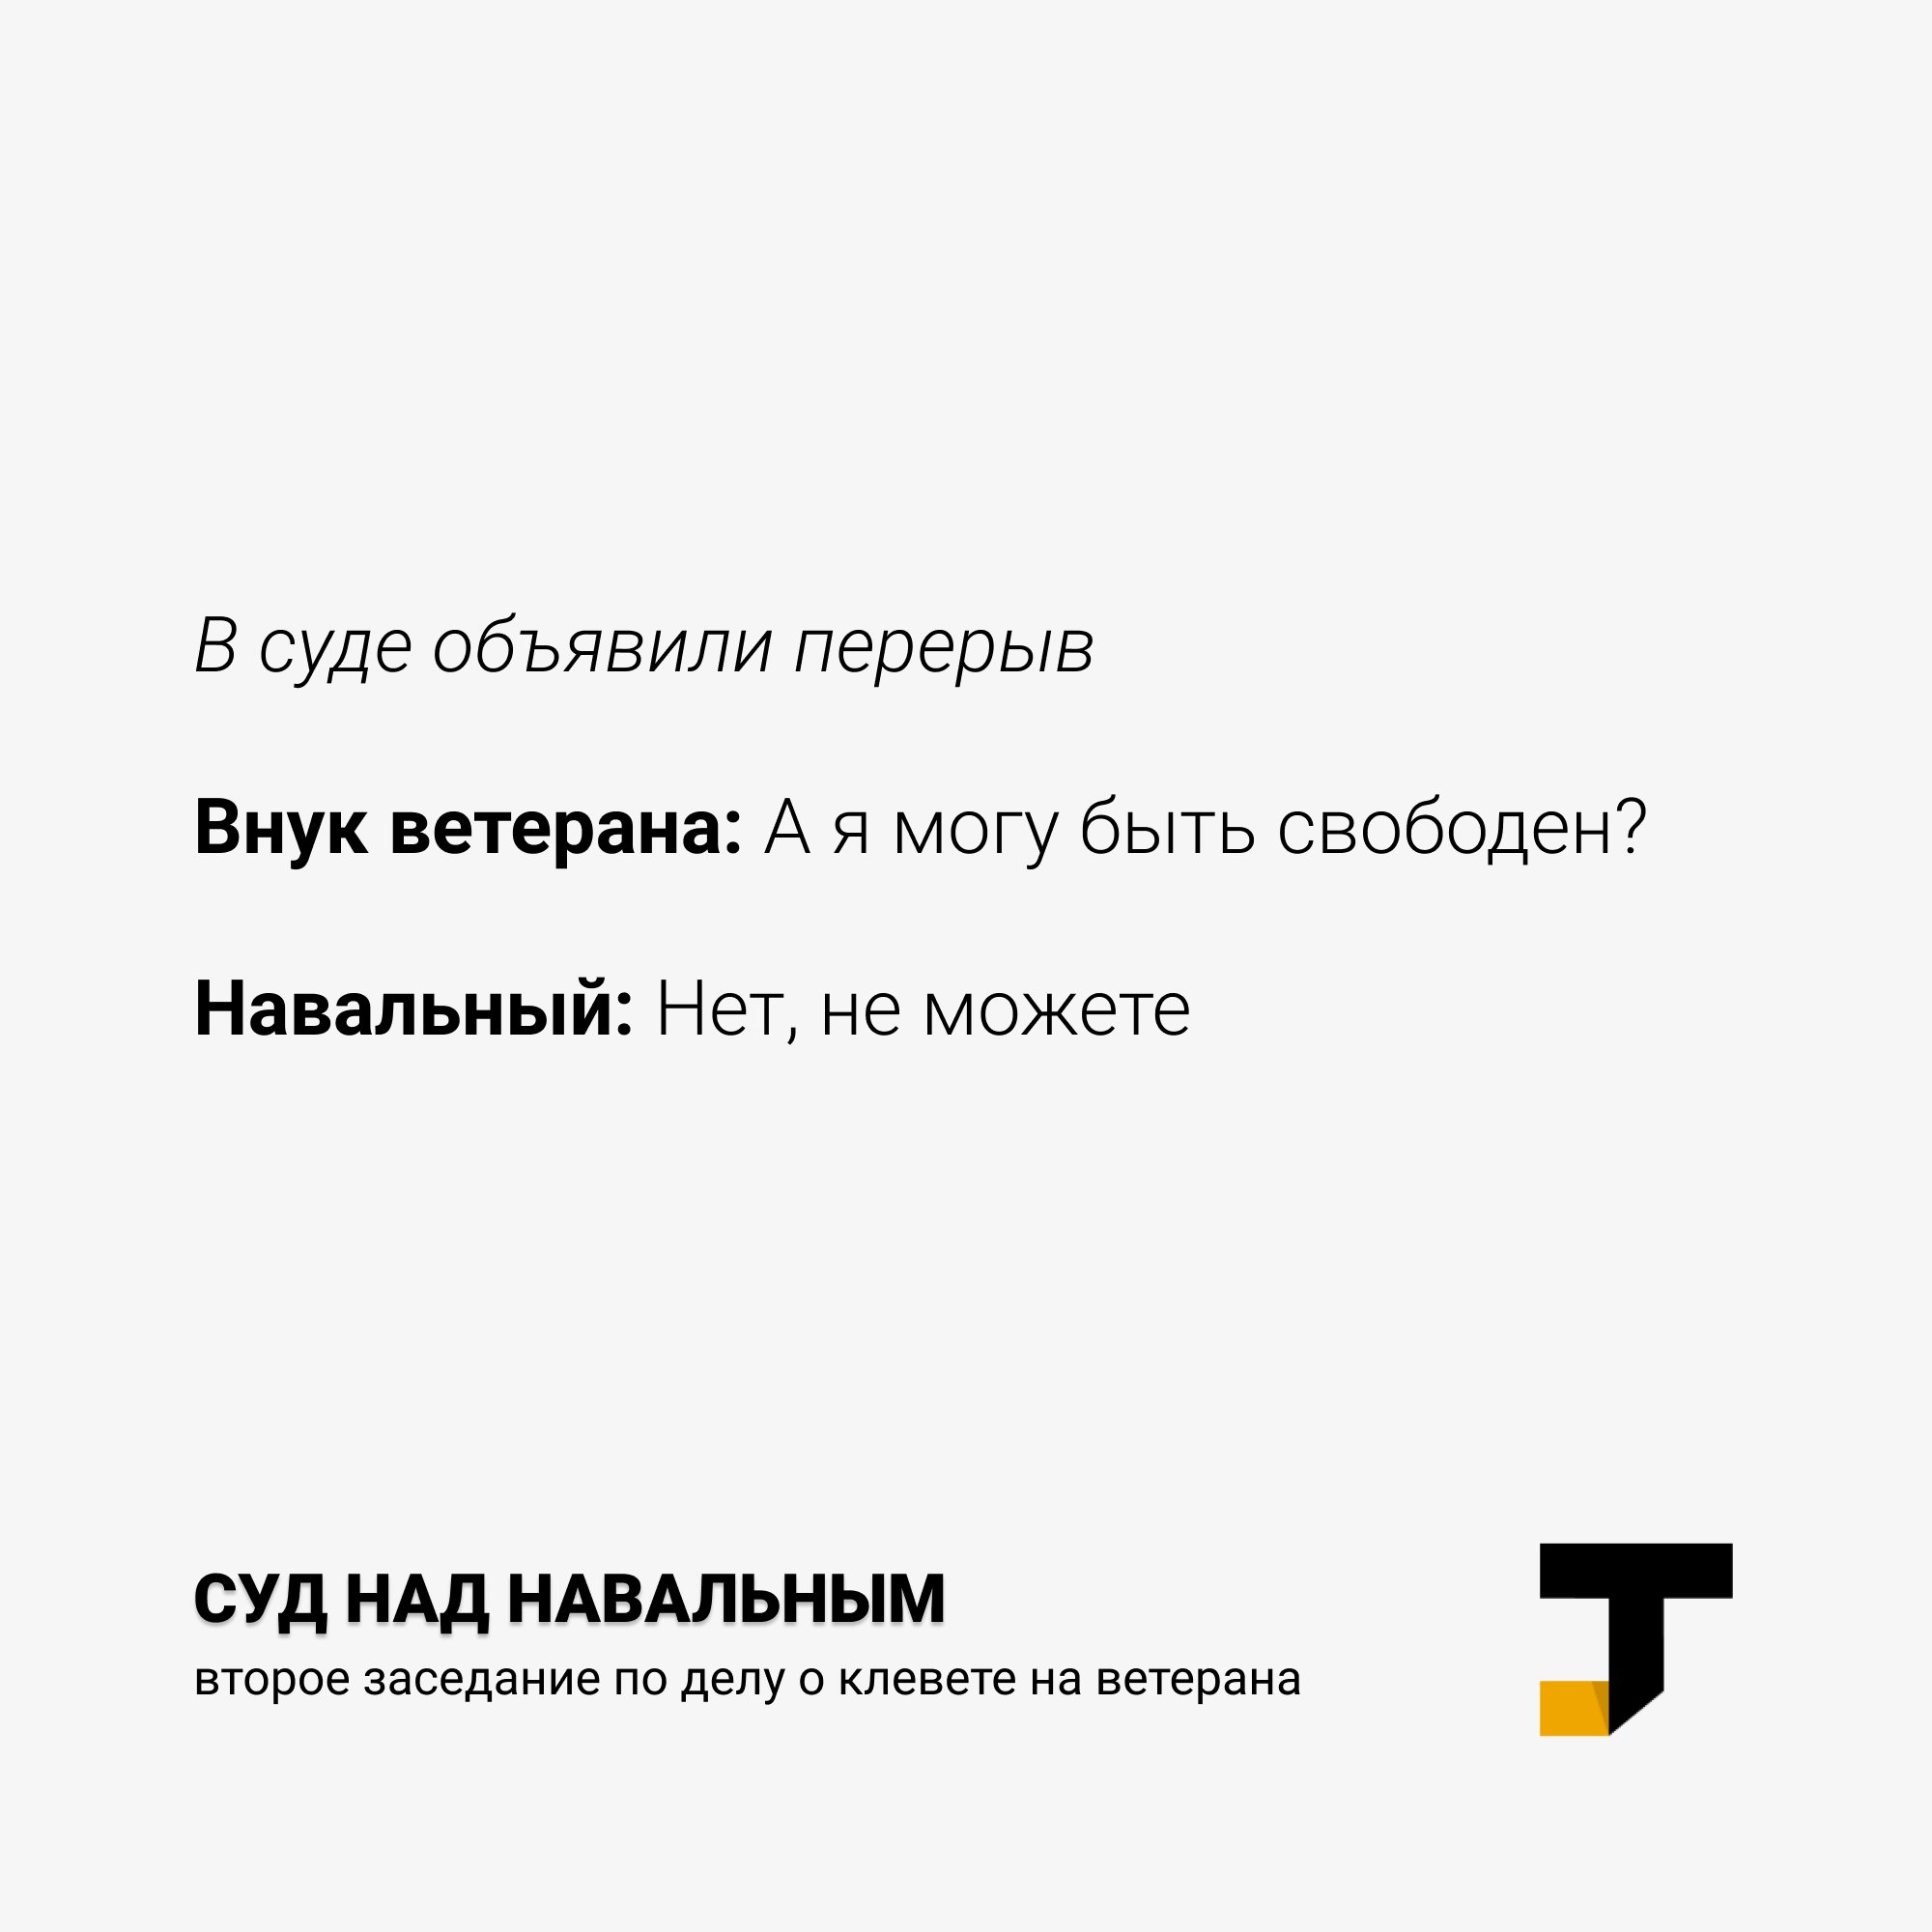 В суде объявили перерыв
Внук ветерана: А я могу быть свободен?
Навальный: Нет, не можете
СУД НАД НАВАЛЬНЫМ
второе заседание по делу о клевете на ветерана